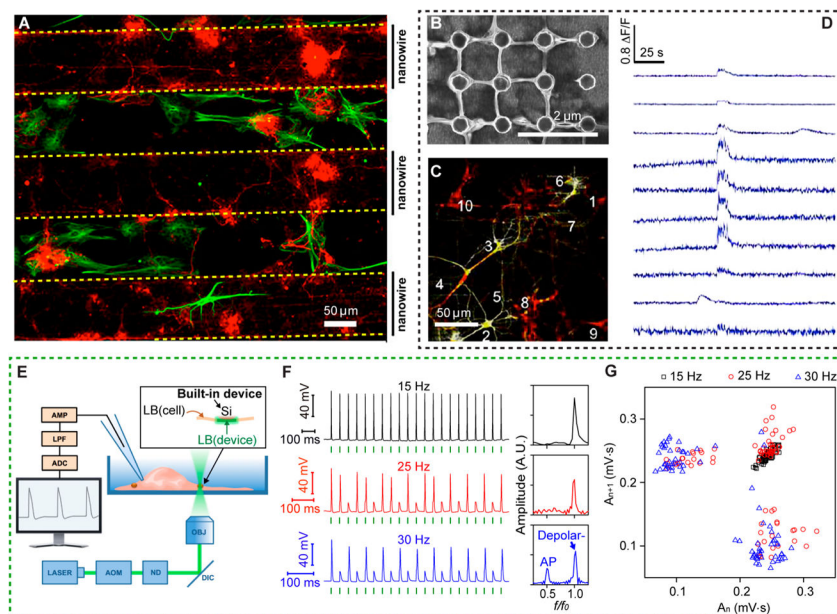 A
nanowire
nanowire
nanowire
50 µm
B
2 µm
C
6
10
1
7
3
4
5
8
50 µm
2
9
D
0.8 ΔF/F
25 s
E
Built-in device
LB(cell)
Si
LB(device)
AMP
LPF
ADC
OBJ
LASER
AOM
ND
DIC
F
15 Hz
40 mV
100 ms
25 Hz
40 mV
100 ms
30 Hz
40 mV
100 ms
Amplitude (A.U.)
Depolar-
AP
0.5
1.0
f/f0
G
15 Hz
25 Hz
30 Hz
0.3
0.2
0.1
An+1 (mV·s)
0.1
0.2
0.3
An (mV·s)